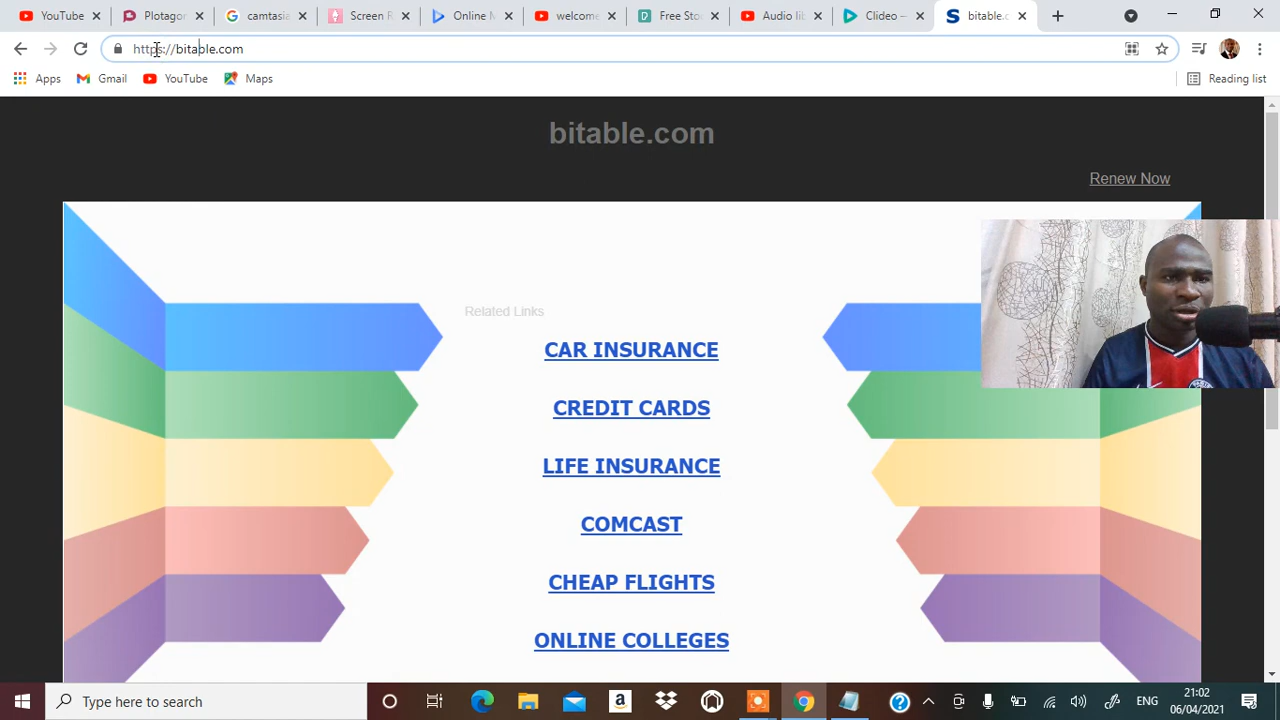 YouTube
Plotagor
camtasia
Screen R
Online M
welcome
Free Stoc
Audio lib
Clideo –
bitable.c
https://bitable.com
Apps
Gmail
YouTube
Maps
Reading list
bitable.com
Renew Now
Related Links
CAR INSURANCE
CREDIT CARDS
LIFE INSURANCE
COMCAST
CHEAP FLIGHTS
ONLINE COLLEGES
Type here to search
ENG
21:02
06/04/2021